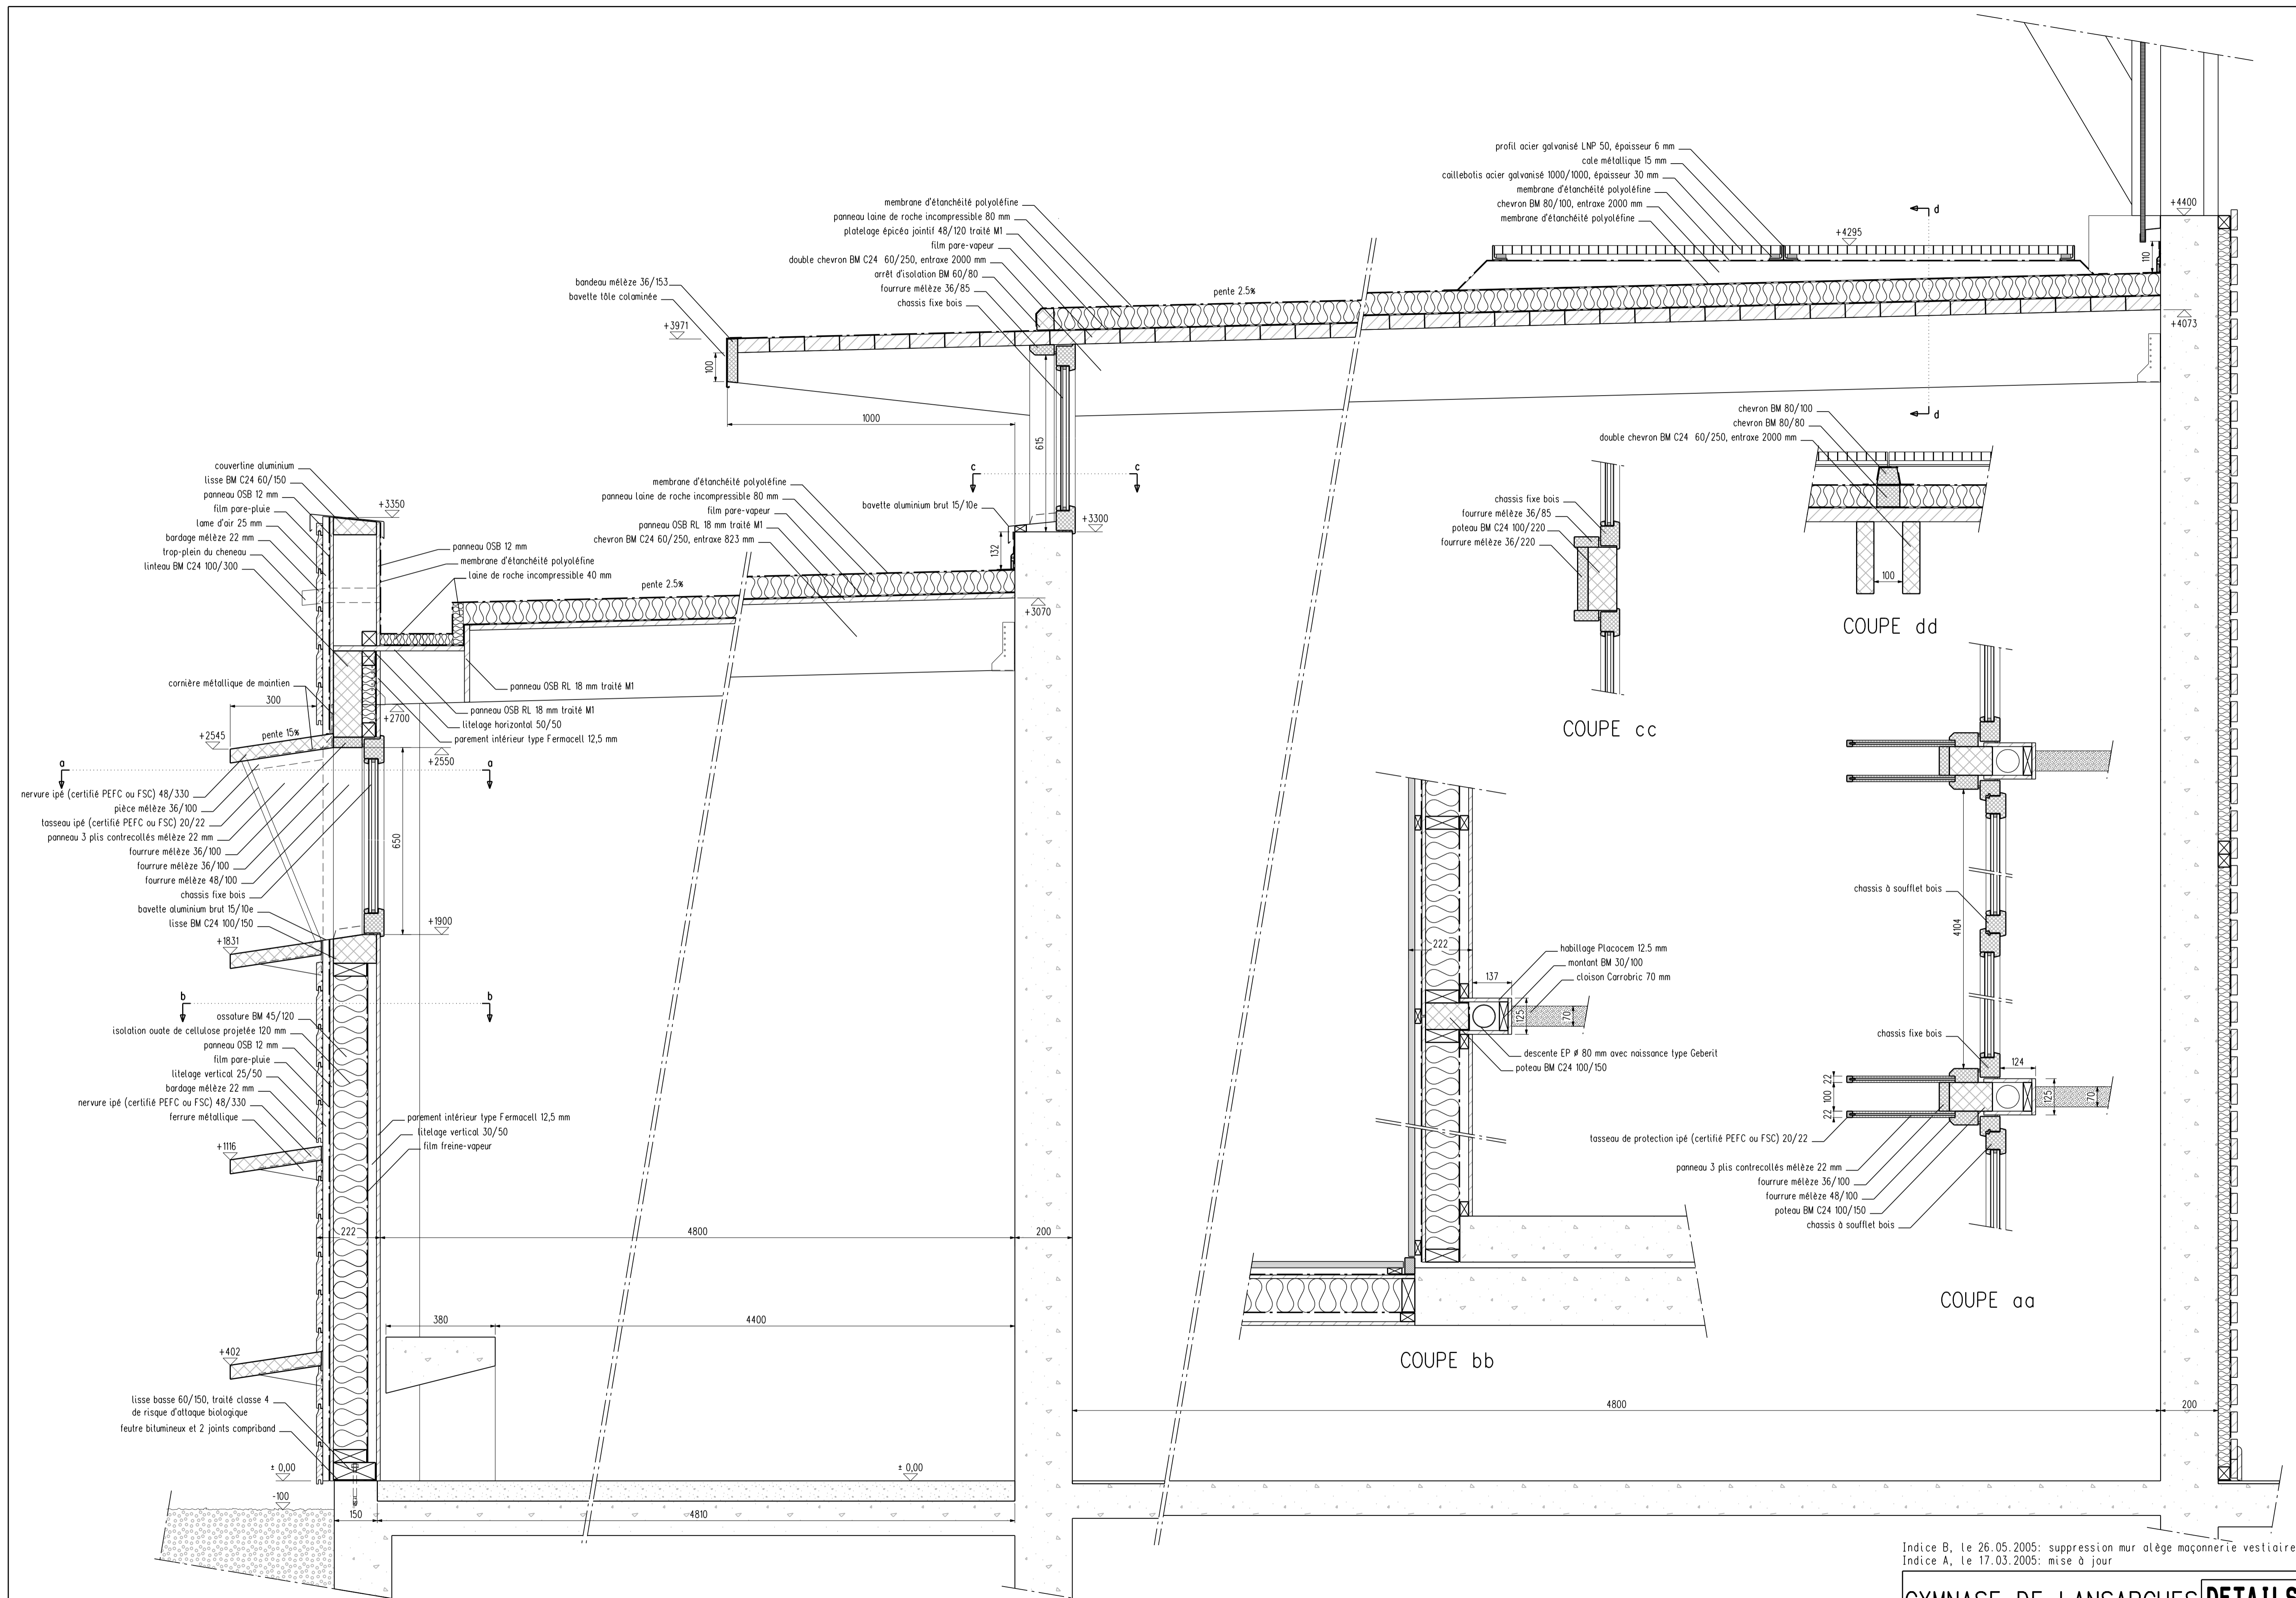 profil acier galvanisé LNP 50, épaisseur 6 mm
cale métallique 15 mm
caillebotis acier galvanisé 1000/1000, épaisseur 30 mm
membrane d'étanchéité polyoléfine
chevron BM 80/100, entraxe 2000 mm
membrane d'étanchéité polyoléfine
d
+4400
+4295
110
+4073
d
membrane d'étanchéité polyoléfine
panneau laine de roche incompressible 80 mm
platelage épicéa jointif 48/120 traité M1
film pare-vapeur
double chevron BM C24 60/250, entraxe 2000 mm
arrêt d'isolation BM 60/80
fourrure mélèze 36/85
chassis fixe bois
bandeau mélèze 36/153
bavette tôle colaminée
+3971
pente 2.5%
100
1000
615
c
c
chevron BM 80/100
chevron BM 80/80
double chevron BM C24 60/250, entraxe 2000 mm
100
COUPE dd
chassis fixe bois
fourrure mélèze 36/85
poteau BM C24 100/220
fourrure mélèze 36/220
COUPE cc
couvertine aluminium
lisse BM C24 60/150
panneau OSB 12 mm
film pare-pluie
lame d'air 25 mm
bardage mélèze 22 mm
trop-plein du cheneau
linteau BM C24 100/300
+3350
panneau OSB 12 mm
membrane d'étanchéité polyoléfine
laine de roche incompressible 40 mm
membrane d'étanchéité polyoléfine
panneau laine de roche incompressible 80 mm
film pare-vapeur
panneau OSB RL 18 mm traité M1
chevron BM C24 60/250, entraxe 823 mm
bavette aluminium brut 15/10e
+3300
132
pente 2.5%
+3070
panneau OSB RL 18 mm traité M1
panneau OSB RL 18 mm traité M1
litelage horizontal 50/50
parement intérieur type Fermacell 12,5 mm
cornière métallique de maintien
300
+2700
+2545
pente 15%
+2550
a
a
nervure ipé (certifié PEFC ou FSC) 48/330
pièce mélèze 36/100
tasseau ipé (certifié PEFC ou FSC) 20/22
panneau 3 plis contrecollés mélèze 22 mm
fourrure mélèze 36/100
fourrure mélèze 36/100
fourrure mélèze 48/100
chassis fixe bois
bavette aluminium brut 15/10e
lisse BM C24 100/150
650
+1900
+1831
b
b
ossature BM 45/120
isolation ouate de cellulose projetée 120 mm
panneau OSB 12 mm
film pare-pluie
litelage vertical 25/50
bardage mélèze 22 mm
nervure ipé (certifié PEFC ou FSC) 48/330
ferrure métallique
parement intérieur type Fermacell 12,5 mm
litelage vertical 30/50
film freine-vapeur
+1116
222
4800
200
380
4400
+402
lisse basse 60/150, traité classe 4
de risque d'attaque biologique
feutre bitumineux et 2 joints compriband
± 0,00
-100
± 0,00
150
4810
222
137
habillage Placocem 12.5 mm
montant BM 30/100
cloison Carrobric 70 mm
125
70
descente EP ø 80 mm avec naissance type Geberit
poteau BM C24 100/150
COUPE bb
chassis à soufflet bois
4104
chassis fixe bois
124
22
100
22
125
70
tasseau de protection ipé (certifié PEFC ou FSC) 20/22
panneau 3 plis contrecollés mélèze 22 mm
fourrure mélèze 36/100
fourrure mélèze 48/100
poteau BM C24 100/150
chassis à soufflet bois
COUPE aa
4800
200
Indice B, le 26.05.2005: suppression mur alège maçonnerie vestiaire
Indice A, le 17.03.2005: mise à jour
GYMNASE DE LANSARGUES
DETAILS